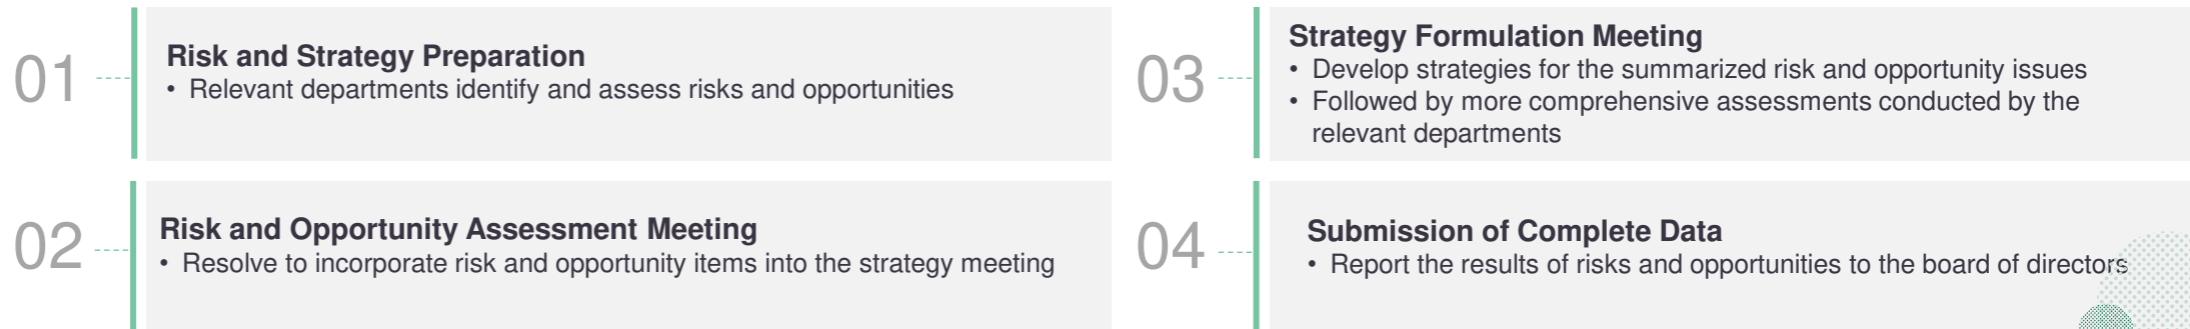 01
Risk and Strategy Preparation
• Relevant departments identify and assess risks and opportunities
02
Risk and Opportunity Assessment Meeting
• Resolve to incorporate risk and opportunity items into the strategy meeting
03
Strategy Formulation Meeting
• Develop strategies for the summarized risk and opportunity issues
• Followed by more comprehensive assessments conducted by the
relevant departments
04
Submission of Complete Data
• Report the results of risks and opportunities to the board of directors